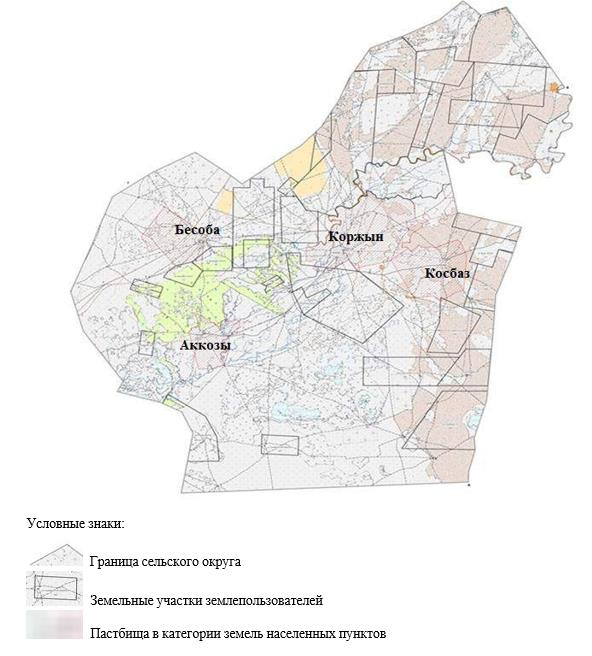 Бесоба
Коржын
Косбаз
Аккозы
Условные знаки:
Граница сельского округа
Земельные участки землепользователей
Пастбища в категории земель населенных пунктов